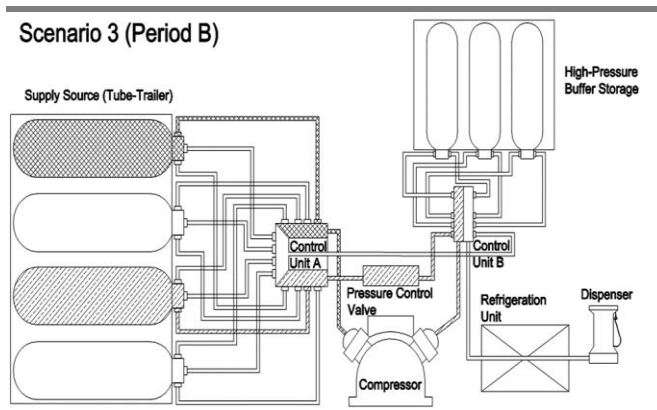 Scenario 3 (Period B)
Supply Source (Tube-Trailer)
High-Pressure
Buffer Storage
Control
Unit A
Control
Unit B
Pressure Control
Valve
Refrigeration
Unit
Dispenser
Compressor